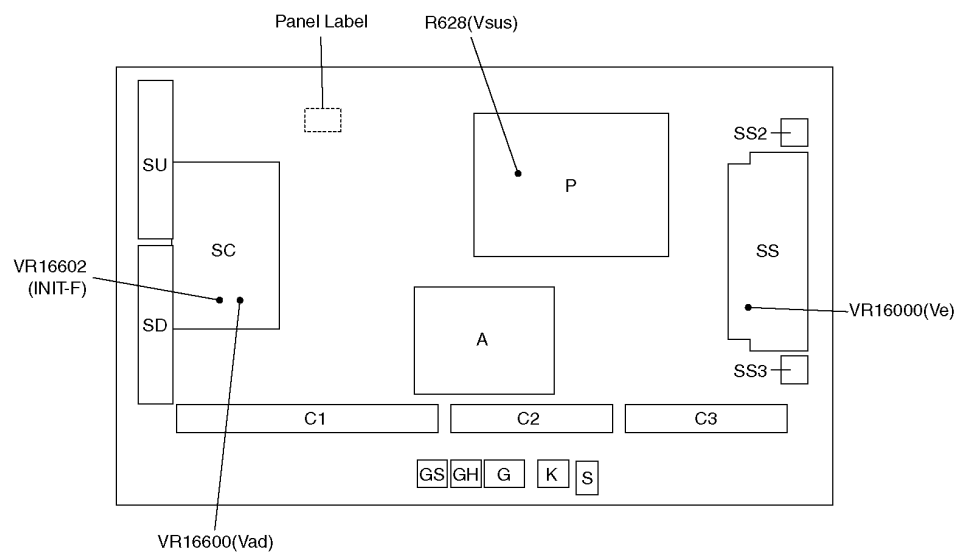 Panel Label
R628(Vsus)
SS2
SU
P
SC
SS
VR16602
(INIT-F)
VR16000(Ve)
SD
A
SS3
C1
C2
C3
GS
GH
G
K
S
VR16600(Vad)